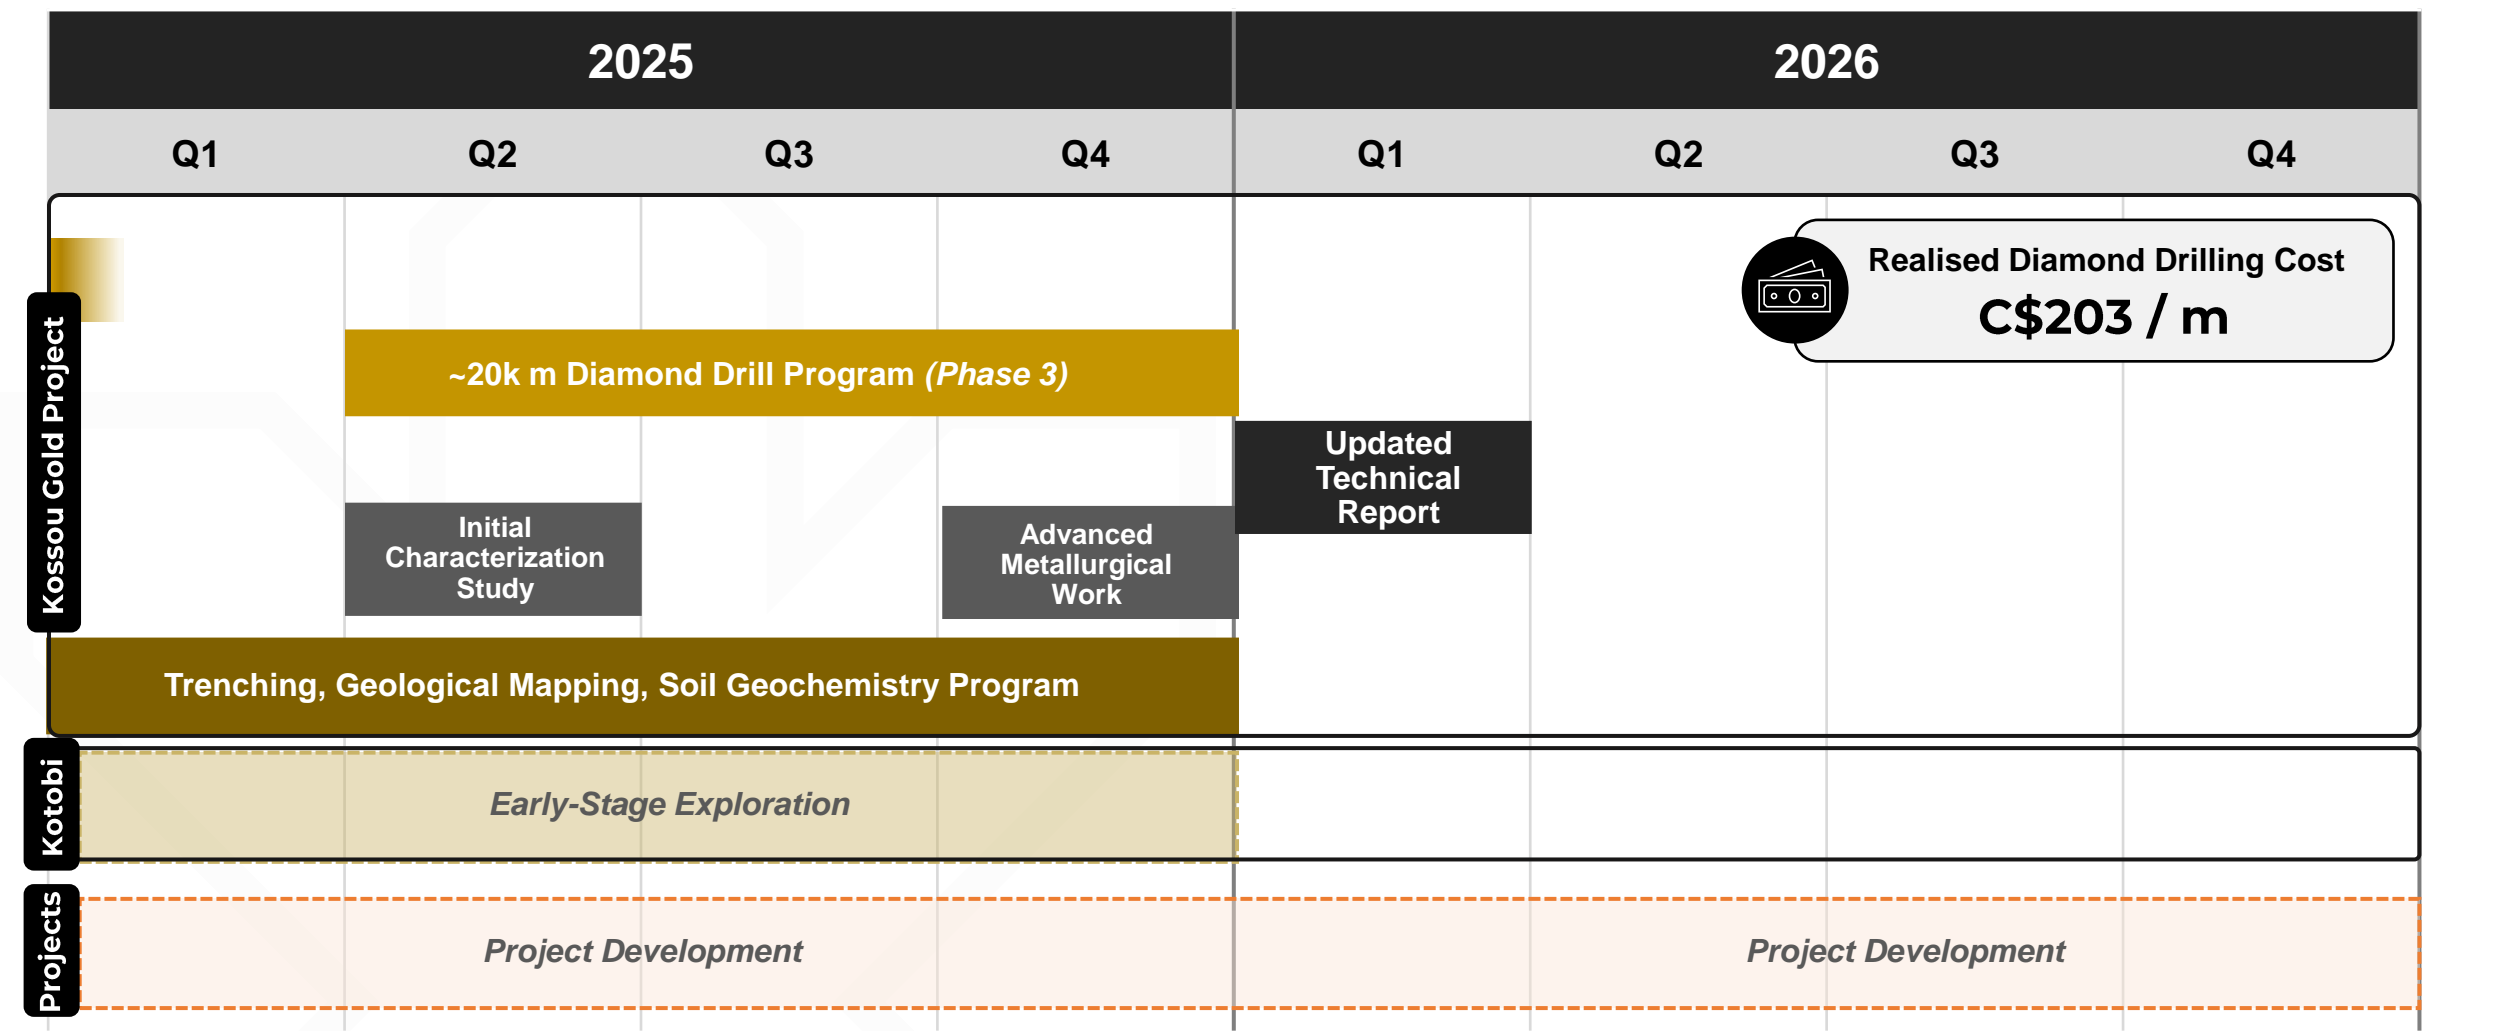 2025
2026
Q1
Q2
Q3
Q4
Q1
Q2
Q3
Q4
Kossou Gold Project
Realised Diamond Drilling Cost
C$203 / m
~20k m Diamond Drill Program (Phase 3)
Updated
Technical
Report
Initial
Characterization
Study
Advanced
Metallurgical
Work
Trenching, Geological Mapping, Soil Geochemistry Program
Kotobi
Early-Stage Exploration
Projects
Project Development
Project Development